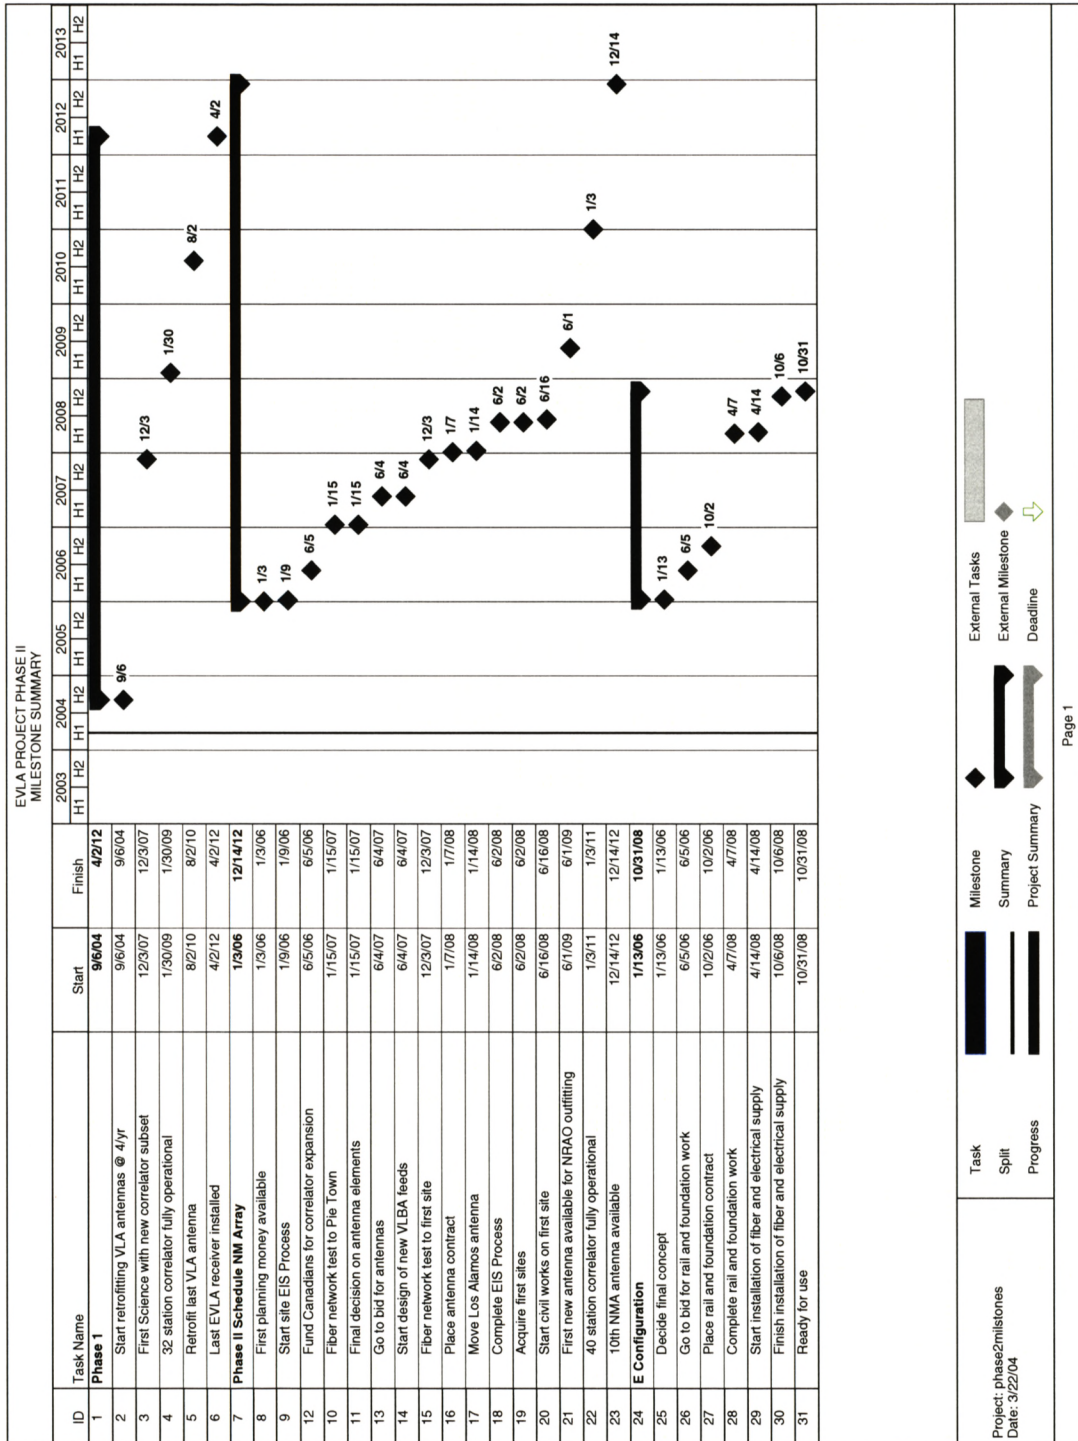 EVLA PROJECT PHASE II
MILESTONE SUMMARY
ID Task Name Start Finish 2003 2004 2005 2006 2007 2008 2009 2010 2011 2012 2013
H1 H2 H1 H2 H1 H2 H1 H2 H1 H2 H1 H2 H1 H2 H1 H2 H1 H2 H1 H2 H1 H2
1 Phase 1 9/6/04 4/2/12
2 Start retrofitting VLA antennas @ 4/yr 9/6/04 9/6/04 9/6
3 First Science with new correlator subset 12/3/07 12/3/07 12/3
4 32 station correlator fully operational 1/30/09 1/30/09 1/30
5 Retrofit last VLA antenna 8/2/10 8/2/10 8/2
6 Last EVLA receiver installed 4/2/12 4/2/12 4/2
7 Phase II Schedule NM Array 1/3/06 12/14/12
8 First planning money available 1/3/06 1/3/06 1/3
9 Start site EIS Process 1/9/06 1/9/06 1/9
12 Fund Canadians for correlator expansion 6/5/06 6/5/06 6/5
10 Fiber network test to Pie Town 1/15/07 1/15/07 1/15
11 Final decision on antenna elements 1/15/07 1/15/07 1/15
13 Go to bid for antennas 6/4/07 6/4/07 6/4
14 Start design of new VLBA feeds 6/4/07 6/4/07 6/4
15 Fiber network test to first site 12/3/07 12/3/07 12/3
16 Place antenna contract 1/7/08 1/7/08 1/7
17 Move Los Alamos antenna 1/14/08 1/14/08 1/14
18 Complete EIS Process 6/2/08 6/2/08 6/2
19 Acquire first sites 6/2/08 6/2/08 6/2
20 Start civil works on first site 6/16/08 6/16/08 6/16
21 First new antenna available for NRAO outfitting 6/1/09 6/1/09 6/1
22 40 station correlator fully operational 1/3/11 1/3/11 1/3
23 10th NMA antenna available 12/14/12 12/14/12 12/14
24 E Configuration 1/13/06 10/31/08
25 Decide final concept 1/13/06 1/13/06 1/13
26 Go to bid for rail and foundation work 6/5/06 6/5/06 6/5
27 Place rail and foundation contract 10/2/06 10/2/06 10/2
28 Complete rail and foundation work 4/7/08 4/7/08 4/7
29 Start installation of fiber and electrical supply 4/14/08 4/14/08 4/14
30 Finish installation of fiber and electrical supply 10/6/08 10/6/08 10/6
31 Ready for use 10/31/08 10/31/08 10/31
Project: phase2milstones
Date: 3/22/04
Task Milestone External Tasks
Split Summary External Milestone
Progress Project Summary Deadline
Page 1